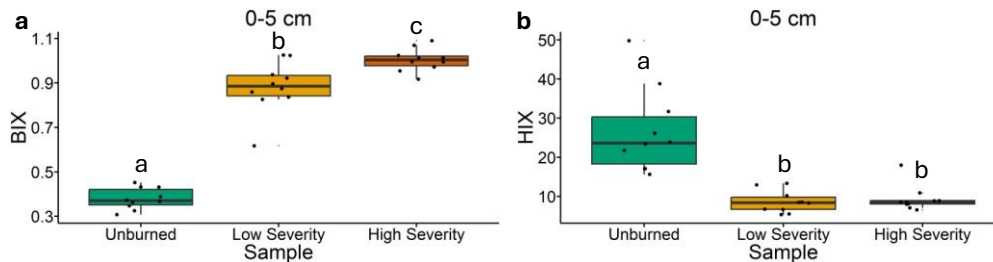 a
0-5 cm
BIX
1.1
0.9
0.7
0.5
0.3
a
b
c
Unburned Low Severity High Severity
Sample
b
0-5 cm
HIX
50
40
30
20
10
a
b
b
Unburned Low Severity High Severity
Sample